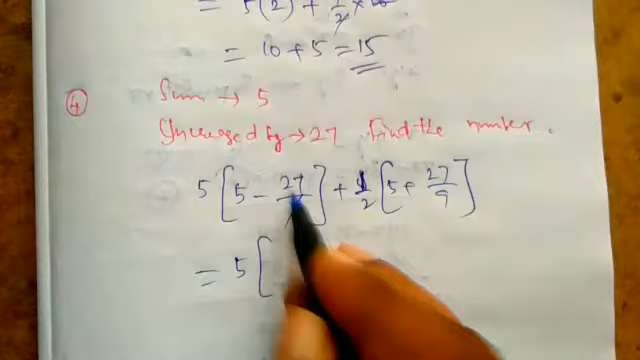 = 5(2) + 1/2 × 10
= 10 + 5 = 15
④ Sum → 5
Increased by → 27 Find the number.
5 [5 - 27/] + 1/2 [5 + 27/9]
= 5 [